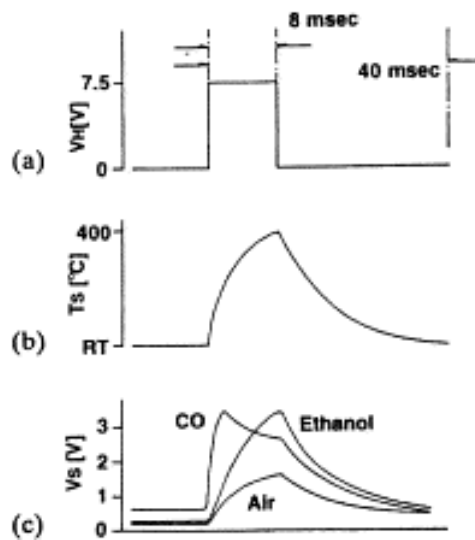 8 msec
40 msec
7.5
VH[V]
0
(a)
400
Ts [°C]
RT
(b)
CO
Ethanol
3
Vs [V]
2
1
Air
0
(c)